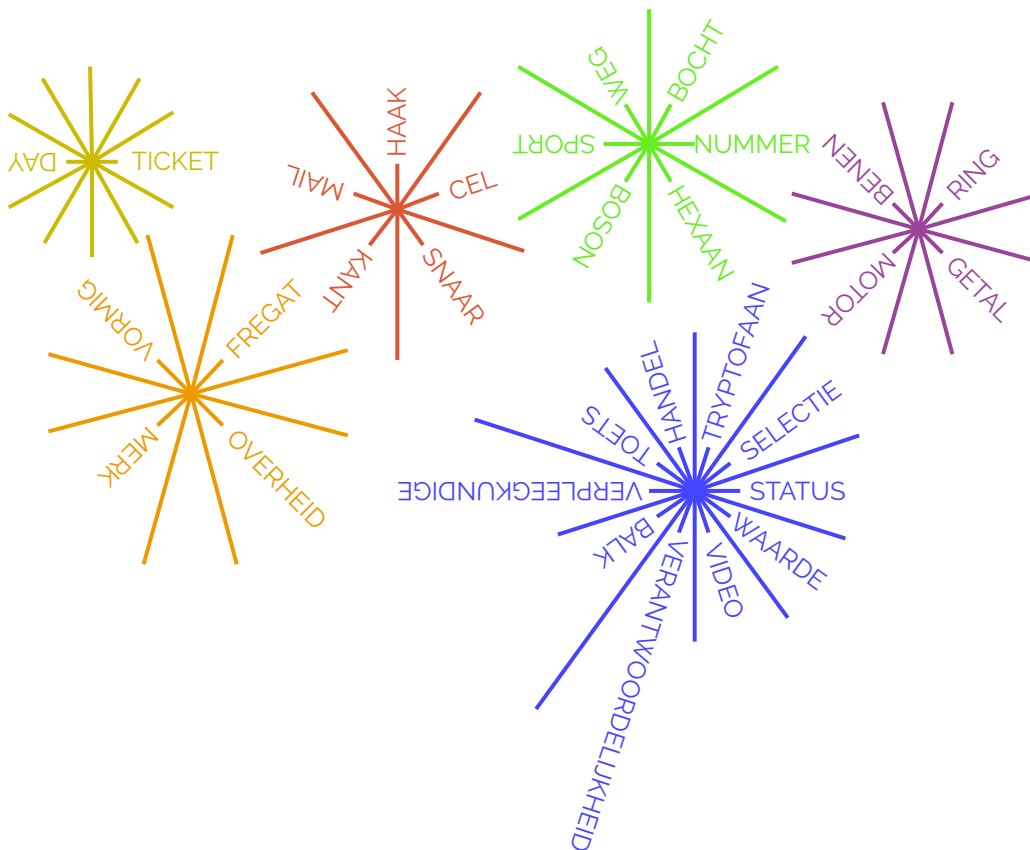 DAY
TICKET
HAAK
CEL
SNAAR
KANT
MAIL
WEG
BOCHT
NUMMER
HEXAAN
BOSON
SPORT
BENEN
RING
GETAL
MOTOR
VORMIG
FREGAT
OVERHEID
MERK
HANDEL
TRYPTOFAAN
SELECTIE
STATUS
WAARDE
VIDEO
VERANTWOORDELIJKHEID
BALK
VERPLEEGKUNDIGE
TOETS